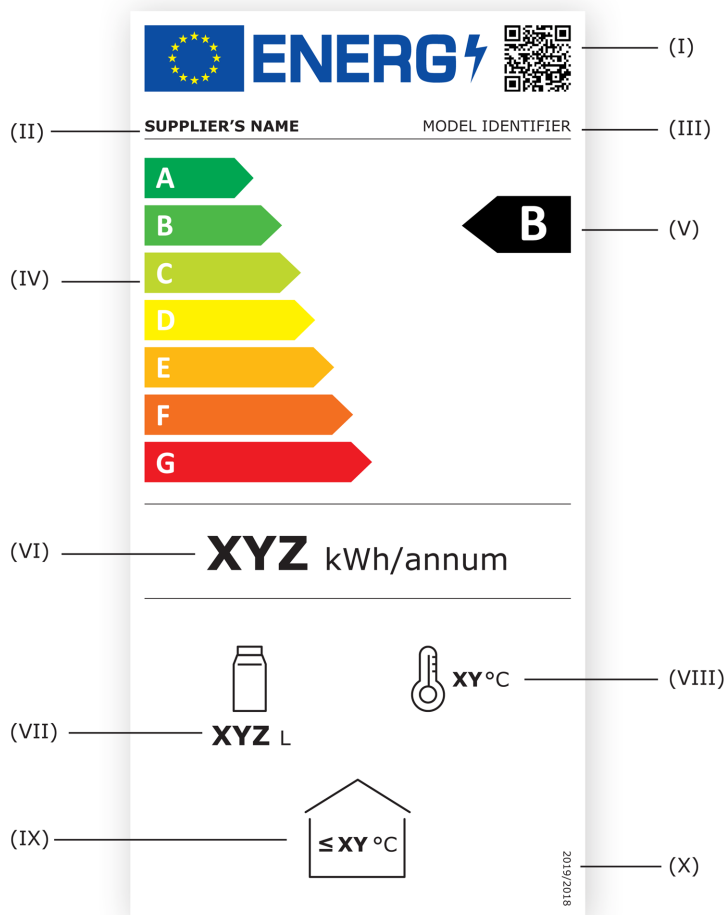 ENERG
(I)
(II)
SUPPLIER'S NAME
MODEL IDENTIFIER
(III)
A
B
B
(V)
(IV)
C
D
E
F
G
(VI)
XYZ kWh/annum
XY°C
(VIII)
(VII)
XYZ L
(IX)
≤ XY °C
2019/2018
(X)